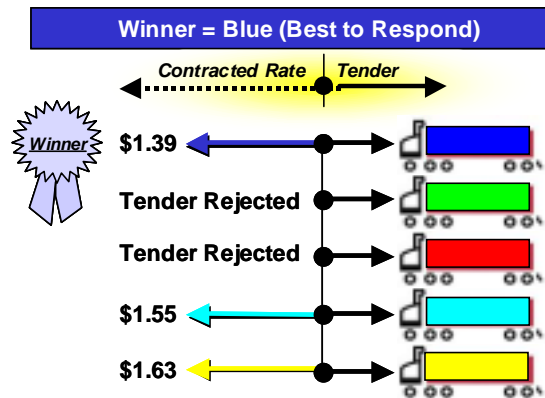 Winner = Blue (Best to Respond)
Contracted Rate Tender
Winner
$1.39
Tender Rejected
Tender Rejected
$1.55
$1.63